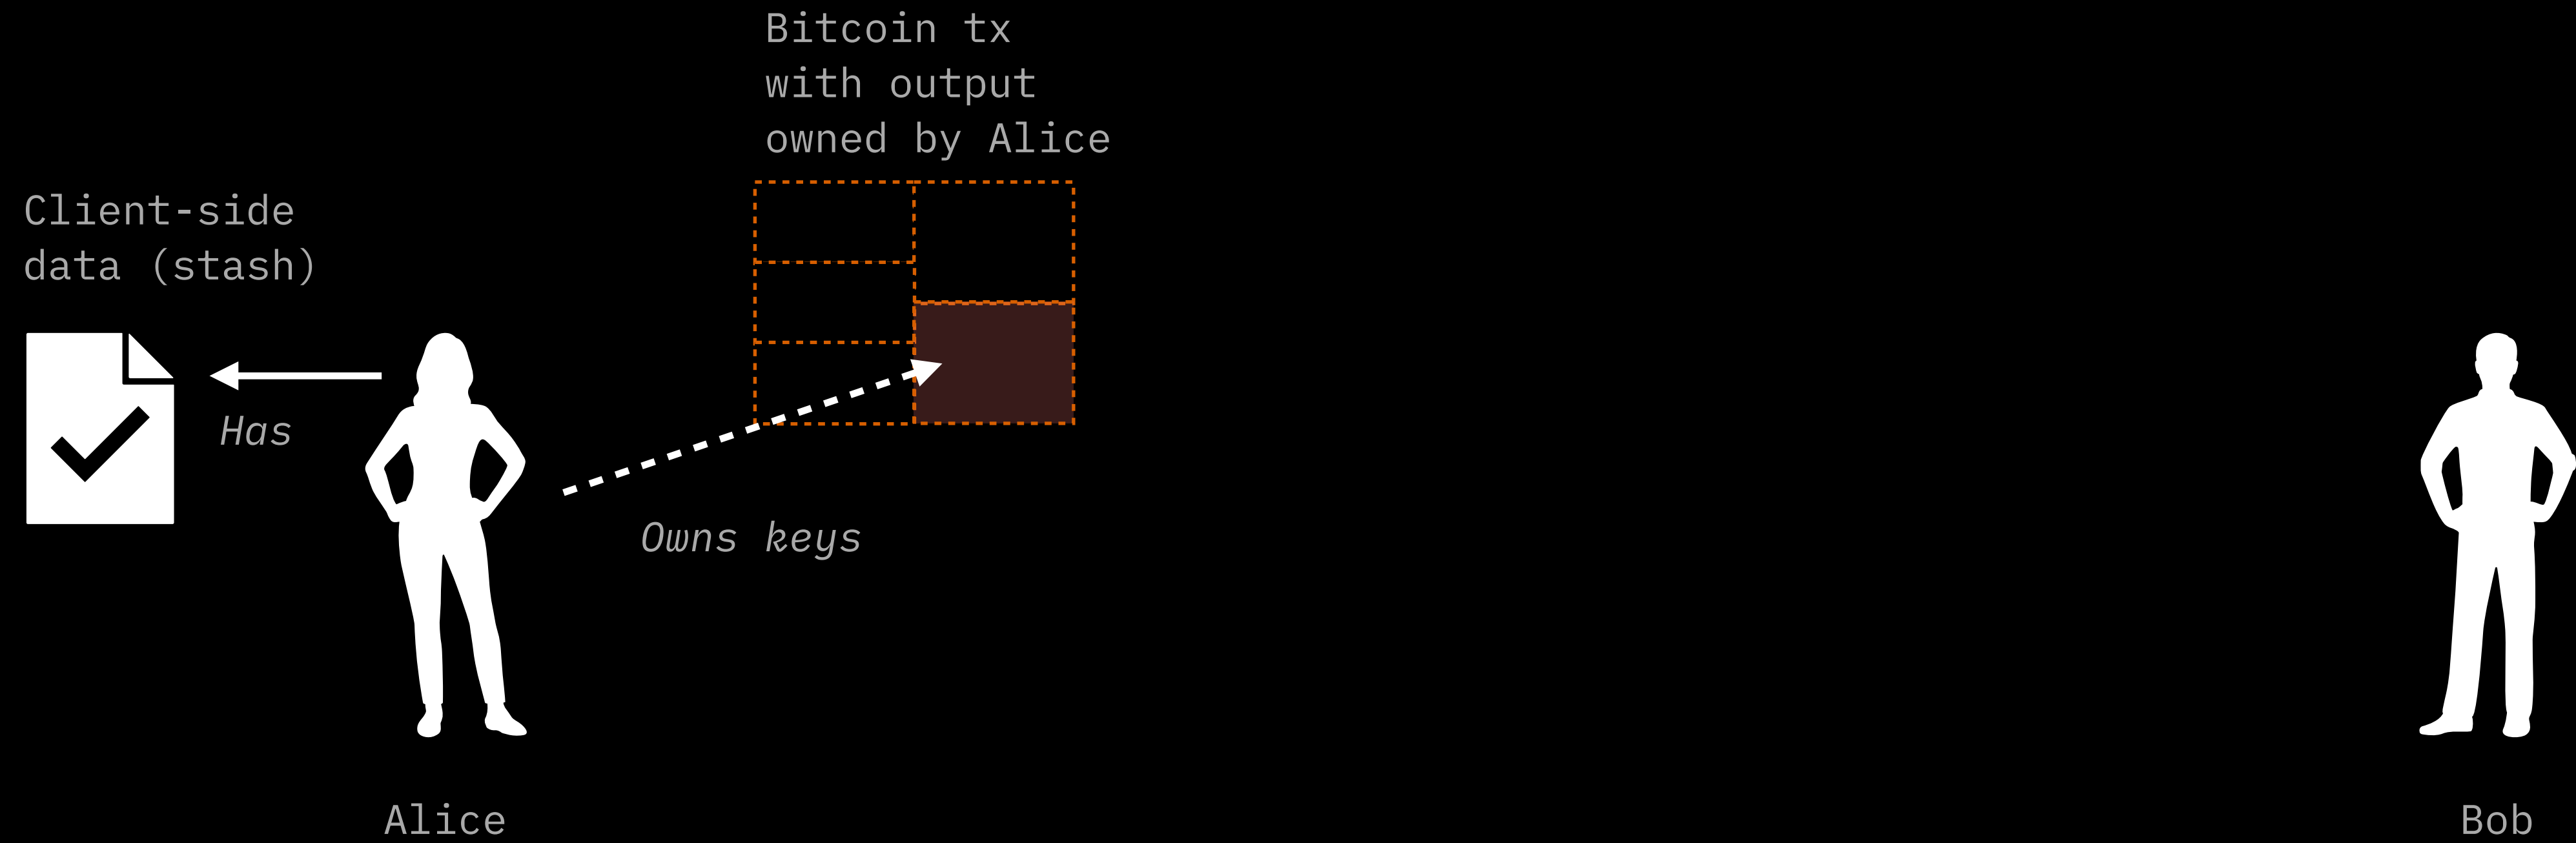 Bitcoin tx
with output
owned by Alice
Client-side
data (stash)
Has
Owns keys
Alice
Bob